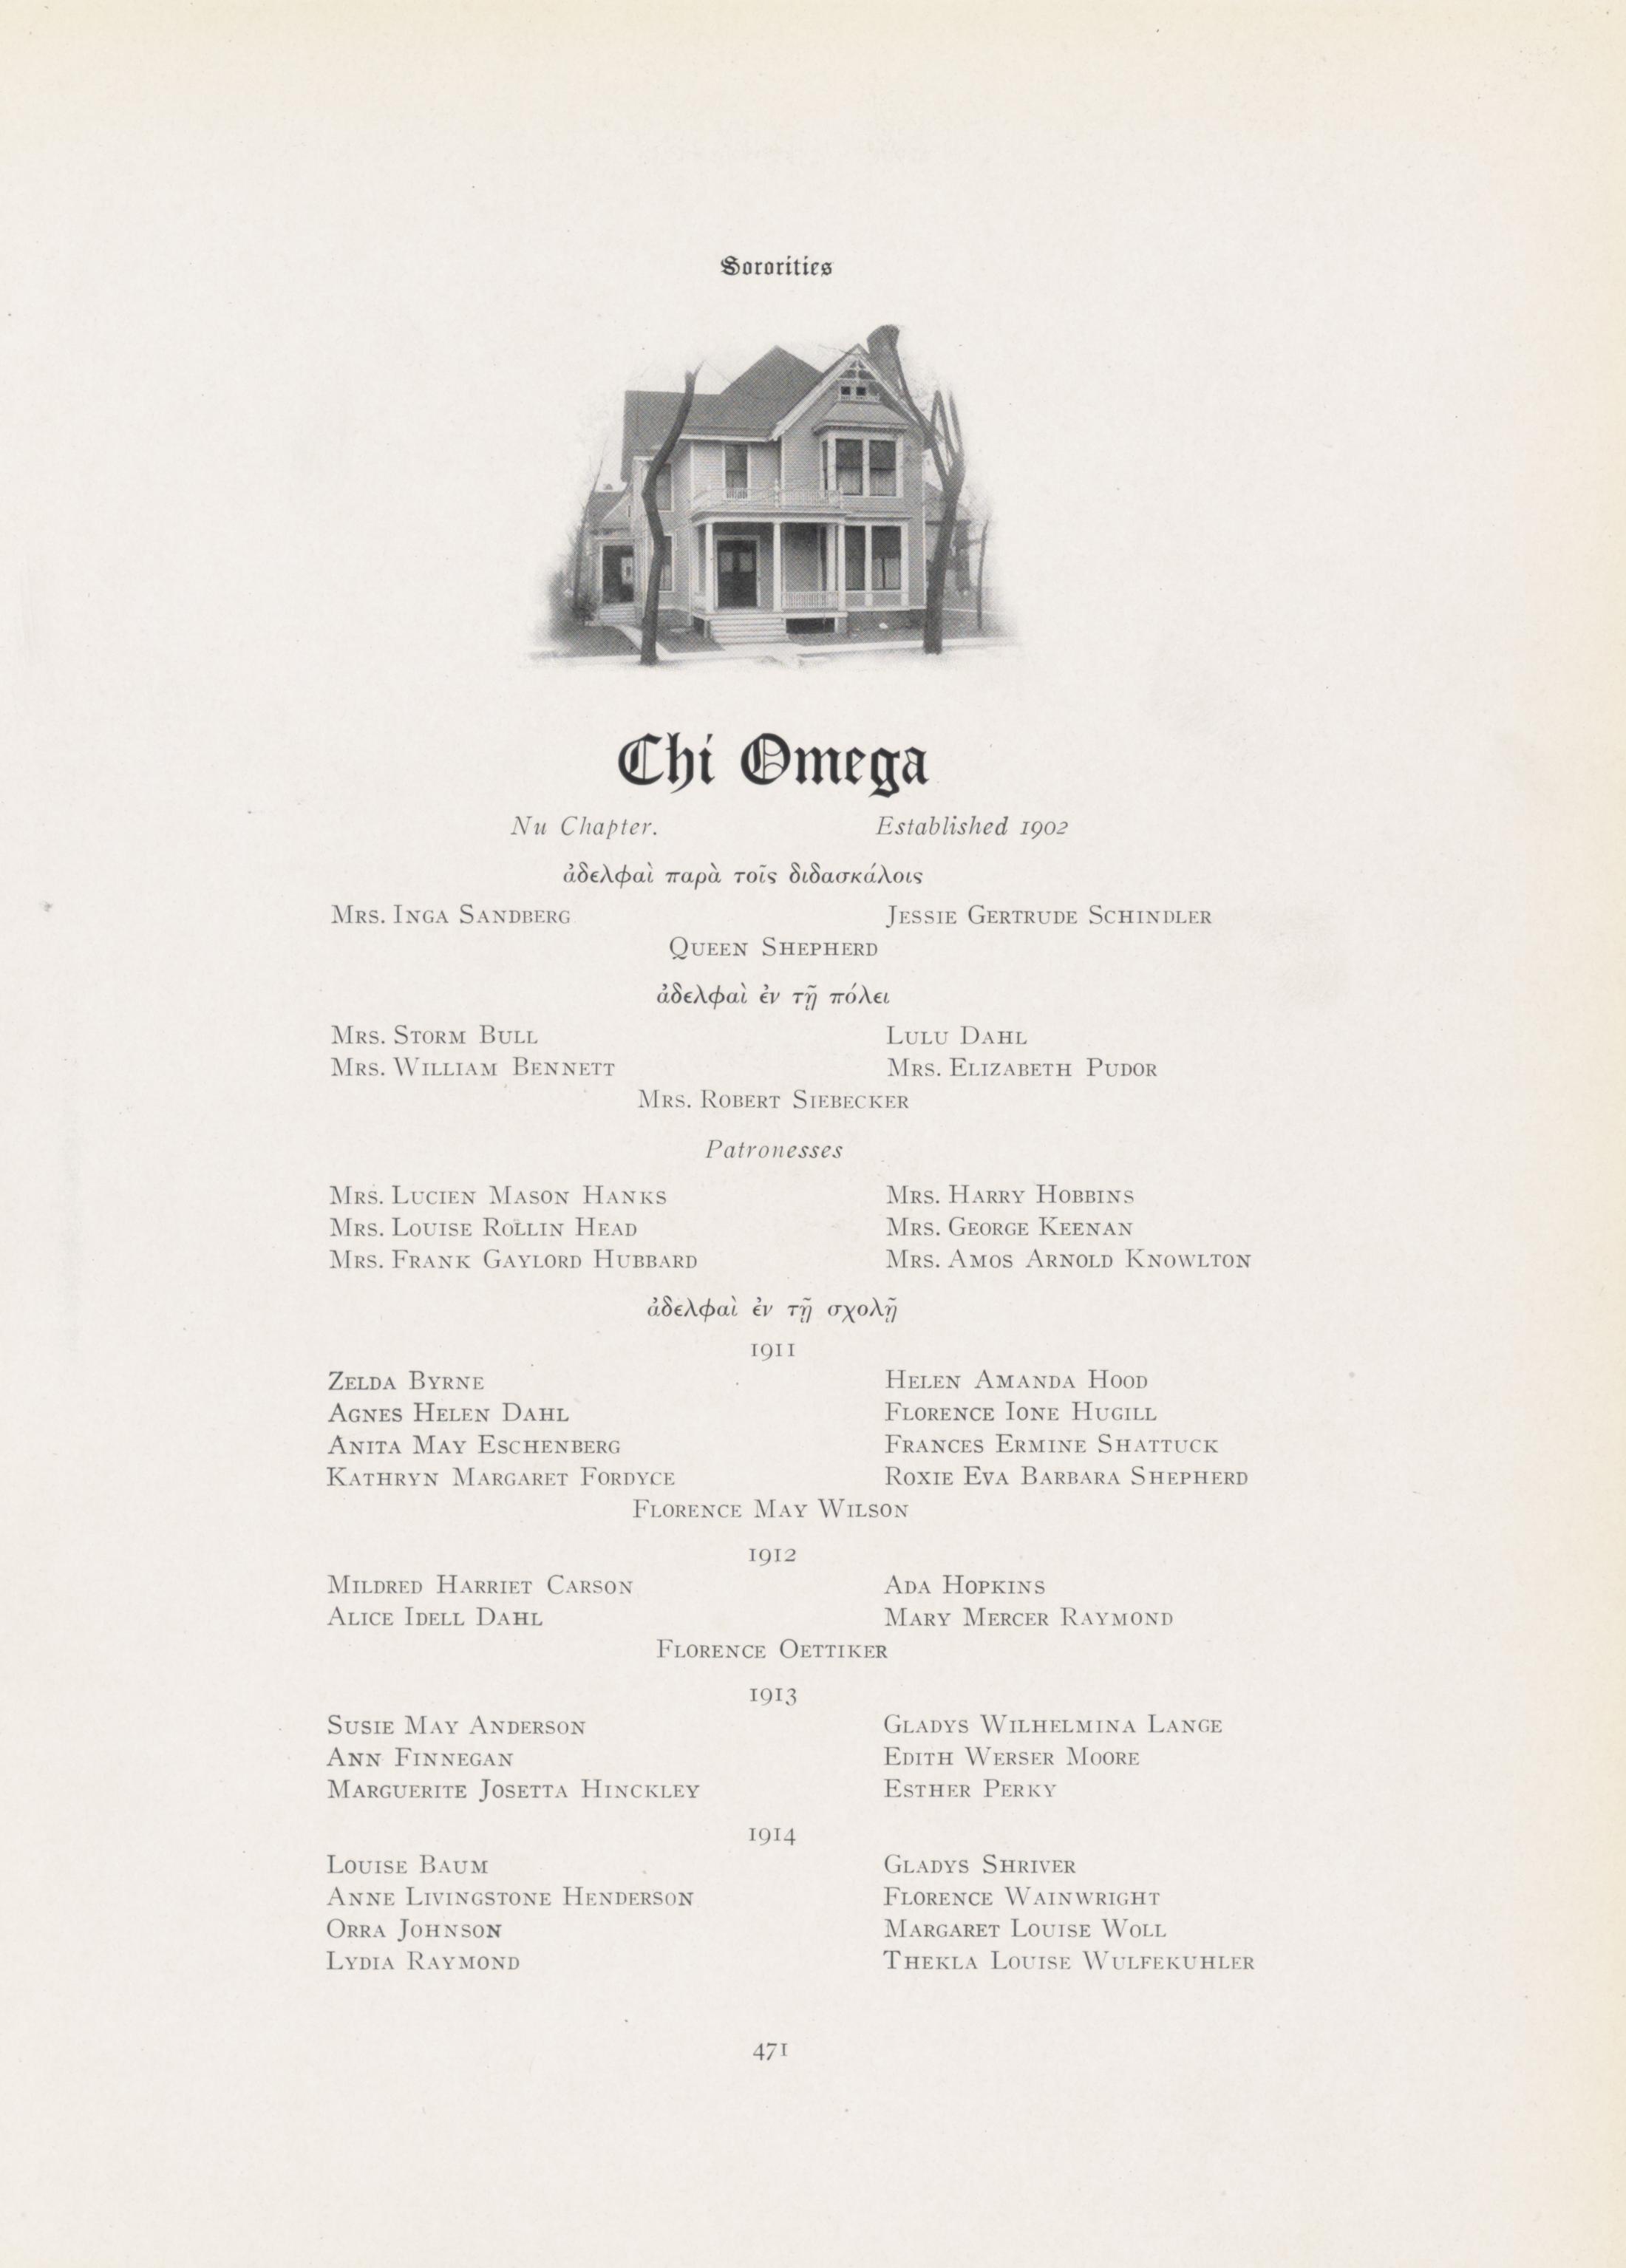 Sororities
Chi Omega
Nu Chapter. Established 1902
ἀδελφαὶ παρὰ τοῖς διδασκάλοις
MRS. INGA SANDBERG JESSIE GERTRUDE SCHINDLER
QUEEN SHEPHERD
ἀδελφαὶ ἐν τῇ πόλει
MRS. STORM BULL LULU DAHL
MRS. WILLIAM BENNETT MRS. ELIZABETH PUDOR
MRS. ROBERT SIEBECKER
Patronesses
MRS. LUCIEN MASON HANKS MRS. HARRY HOBBINS
MRS. LOUISE ROLLIN HEAD MRS. GEORGE KEENAN
MRS. FRANK GAYLORD HUBBARD MRS. AMOS ARNOLD KNOWLTON
ἀδελφαὶ ἐν τῇ σχολῇ
1911
ZELDA BYRNE HELEN AMANDA HOOD
AGNES HELEN DAHL FLORENCE IONE HUGILL
ANITA MAY ESCHENBERG FRANCES ERMINE SHATTUCK
KATHRYN MARGARET FORDYCE ROXIE EVA BARBARA SHEPHERD
FLORENCE MAY WILSON
1912
MILDRED HARRIET CARSON ADA HOPKINS
ALICE IDELL DAHL MARY MERCER RAYMOND
FLORENCE OETTIKER
1913
SUSIE MAY ANDERSON GLADYS WILHELMINA LANGE
ANN FINNEGAN EDITH WERSER MOORE
MARGUERITE JOSETTA HINCKLEY ESTHER PERKY
1914
LOUISE BAUM GLADYS SHRIVER
ANNE LIVINGSTONE HENDERSON FLORENCE WAINWRIGHT
ORRA JOHNSON MARGARET LOUISE WOLL
LYDIA RAYMOND THEKLA LOUISE WULFEKUHLER
471